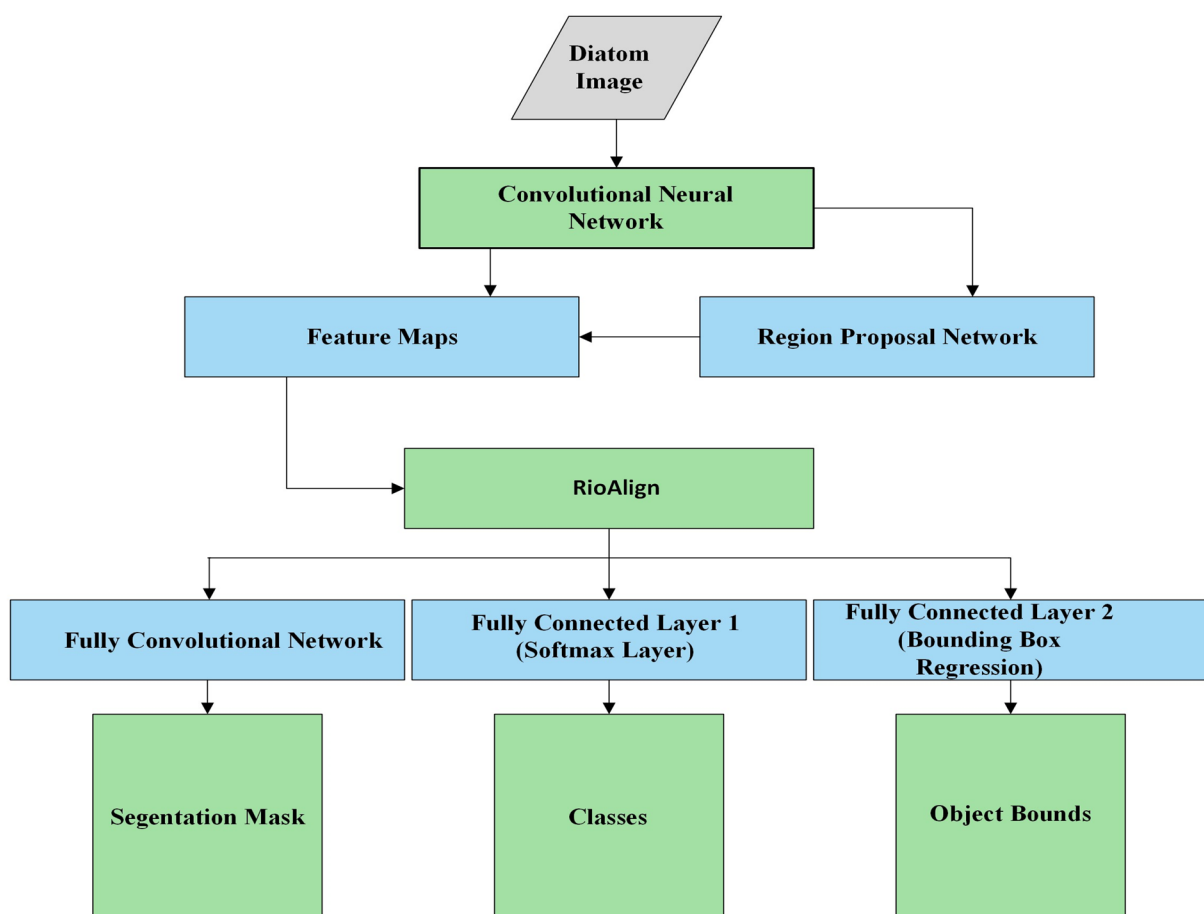 Diatom
Image
Convolutional Neural
Network
Feature Maps
Region Proposal Network
RioAlign
Fully Convolutional Network
Fully Connected Layer 1
(Softmax Layer)
Fully Connected Layer 2
(Bounding Box
Regression)
Segentation Mask
Classes
Object Bounds